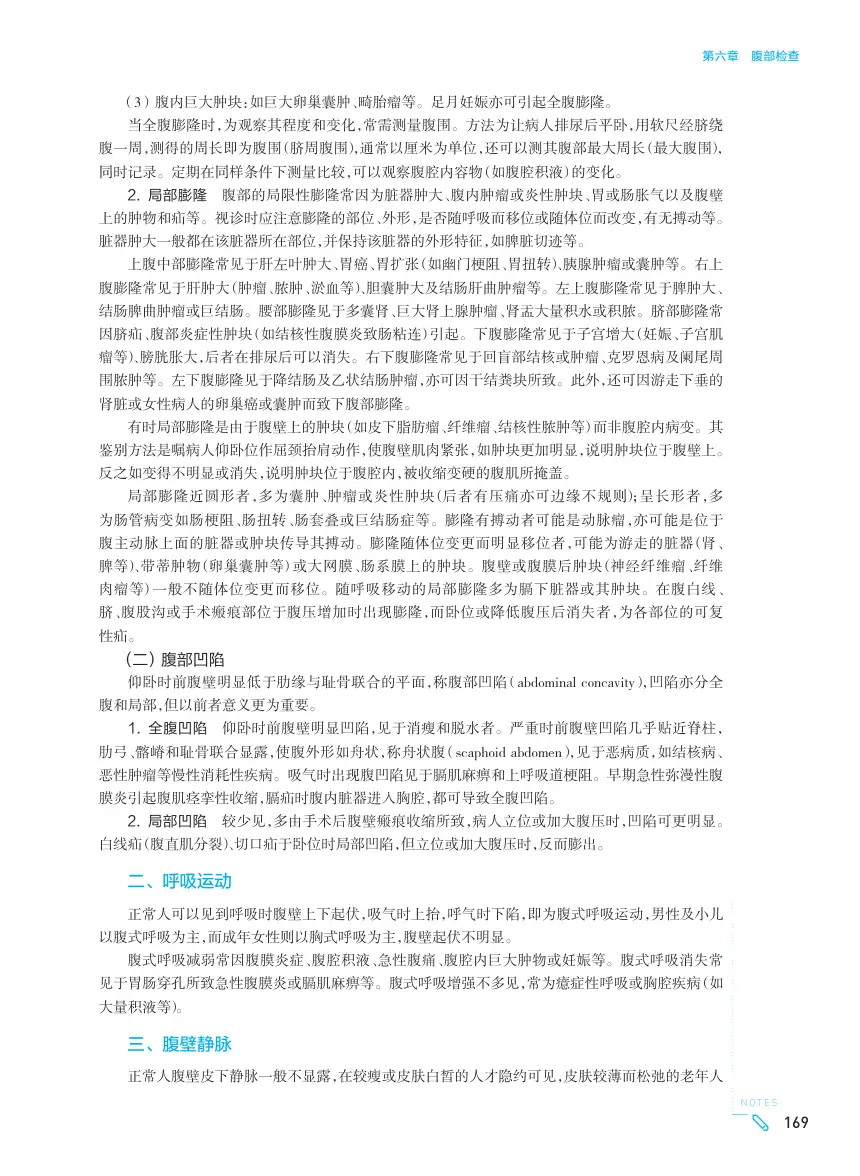 第六章　腹部检查
（3）腹内巨大肿块：如巨大卵巢囊肿、畸胎瘤等。足月妊娠亦可引起全腹膨隆。
当全腹膨隆时，为观察其程度和变化，常需测量腹围。方法为让病人排尿后平卧，用软尺经脐绕
腹一周，测得的周长即为腹围（脐周腹围），通常以厘米为单位，还可以测其腹部最大周长（最大腹围），
同时记录。定期在同样条件下测量比较，可以观察腹腔内容物（如腹腔积液）的变化。
2. 局部膨隆　腹部的局限性膨隆常因为脏器肿大、腹内肿瘤或炎性肿块、胃或肠胀气以及腹壁
上的肿物和疝等。视诊时应注意膨隆的部位、外形，是否随呼吸而移位或随体位而改变，有无搏动等。
脏器肿大一般都在该脏器所在部位，并保持该脏器的外形特征，如脾脏切迹等。
上腹中部膨隆常见于肝左叶肿大、胃癌、胃扩张（如幽门梗阻、胃扭转）、胰腺肿瘤或囊肿等。右上
腹膨隆常见于肝肿大（肿瘤、脓肿、淤血等）、胆囊肿大及结肠肝曲肿瘤等。左上腹膨隆常见于脾肿大、
结肠脾曲肿瘤或巨结肠。腰部膨隆见于多囊肾、巨大肾上腺肿瘤、肾盂大量积水或积脓。脐部膨隆常
因脐疝、腹部炎症性肿块（如结核性腹膜炎致肠粘连）引起。下腹膨隆常见于子宫增大（妊娠、子宫肌
瘤等）、膀胱胀大，后者在排尿后可以消失。右下腹膨隆常见于回盲部结核或肿瘤、克罗恩病及阑尾周
围脓肿等。左下腹膨隆见于降结肠及乙状结肠肿瘤，亦可因干结粪块所致。此外，还可因游走下垂的
肾脏或女性病人的卵巢癌或囊肿而致下腹部膨隆。
有时局部膨隆是由于腹壁上的肿块（如皮下脂肪瘤、纤维瘤、结核性脓肿等）而非腹腔内病变。其
鉴别方法是嘱病人仰卧位作屈颈抬肩动作，使腹壁肌肉紧张，如肿块更加明显，说明肿块位于腹壁上。
反之如变得不明显或消失，说明肿块位于腹腔内，被收缩变硬的腹肌所掩盖。
局部膨隆近圆形者，多为囊肿、肿瘤或炎性肿块（后者有压痛亦可边缘不规则）；呈长形者，多
为肠管病变如肠梗阻、肠扭转、肠套叠或巨结肠症等。膨隆有搏动者可能是动脉瘤，亦可能是位于
腹主动脉上面的脏器或肿块传导其搏动。膨隆随体位变更而明显移位者，可能为游走的脏器（肾、
脾等）、带蒂肿物（卵巢囊肿等）或大网膜、肠系膜上的肿块。腹壁或腹膜后肿块（神经纤维瘤、纤维
肉瘤等）一般不随体位变更而移位。随呼吸移动的局部膨隆多为膈下脏器或其肿块。在腹白线、
脐、腹股沟或手术瘢痕部位于腹压增加时出现膨隆，而卧位或降低腹压后消失者，为各部位的可复
性疝。
（二）腹部凹陷
仰卧时前腹壁明显低于肋缘与耻骨联合的平面，称腹部凹陷（abdominal concavity），凹陷亦分全
腹和局部，但以前者意义更为重要。
1. 全腹凹陷　仰卧时前腹壁明显凹陷，见于消瘦和脱水者。严重时前腹壁凹陷几乎贴近脊柱，
肋弓、髂嵴和耻骨联合显露，使腹外形如舟状，称舟状腹（scaphoid abdomen），见于恶病质，如结核病、
恶性肿瘤等慢性消耗性疾病。吸气时出现腹凹陷见于膈肌麻痹和上呼吸道梗阻。早期急性弥漫性腹
膜炎引起腹肌痉挛性收缩，膈疝时腹内脏器进入胸腔，都可导致全腹凹陷。
2. 局部凹陷　较少见，多由手术后腹壁瘢痕收缩所致，病人立位或加大腹压时，凹陷可更明显。
白线疝（腹直肌分裂）、切口疝于卧位时局部凹陷，但立位或加大腹压时，反而膨出。
二、呼吸运动
正常人可以见到呼吸时腹壁上下起伏，吸气时上抬，呼气时下陷，即为腹式呼吸运动，男性及小儿
以腹式呼吸为主，而成年女性则以胸式呼吸为主，腹壁起伏不明显。
腹式呼吸减弱常因腹膜炎症、腹腔积液、急性腹痛、腹腔内巨大肿物或妊娠等。腹式呼吸消失常
见于胃肠穿孔所致急性腹膜炎或膈肌麻痹等。腹式呼吸增强不多见，常为癔症性呼吸或胸腔疾病（如
大量积液等）。
三、腹壁静脉
正常人腹壁皮下静脉一般不显露，在较瘦或皮肤白皙的人才隐约可见，皮肤较薄而松弛的老年人
NOTES
169